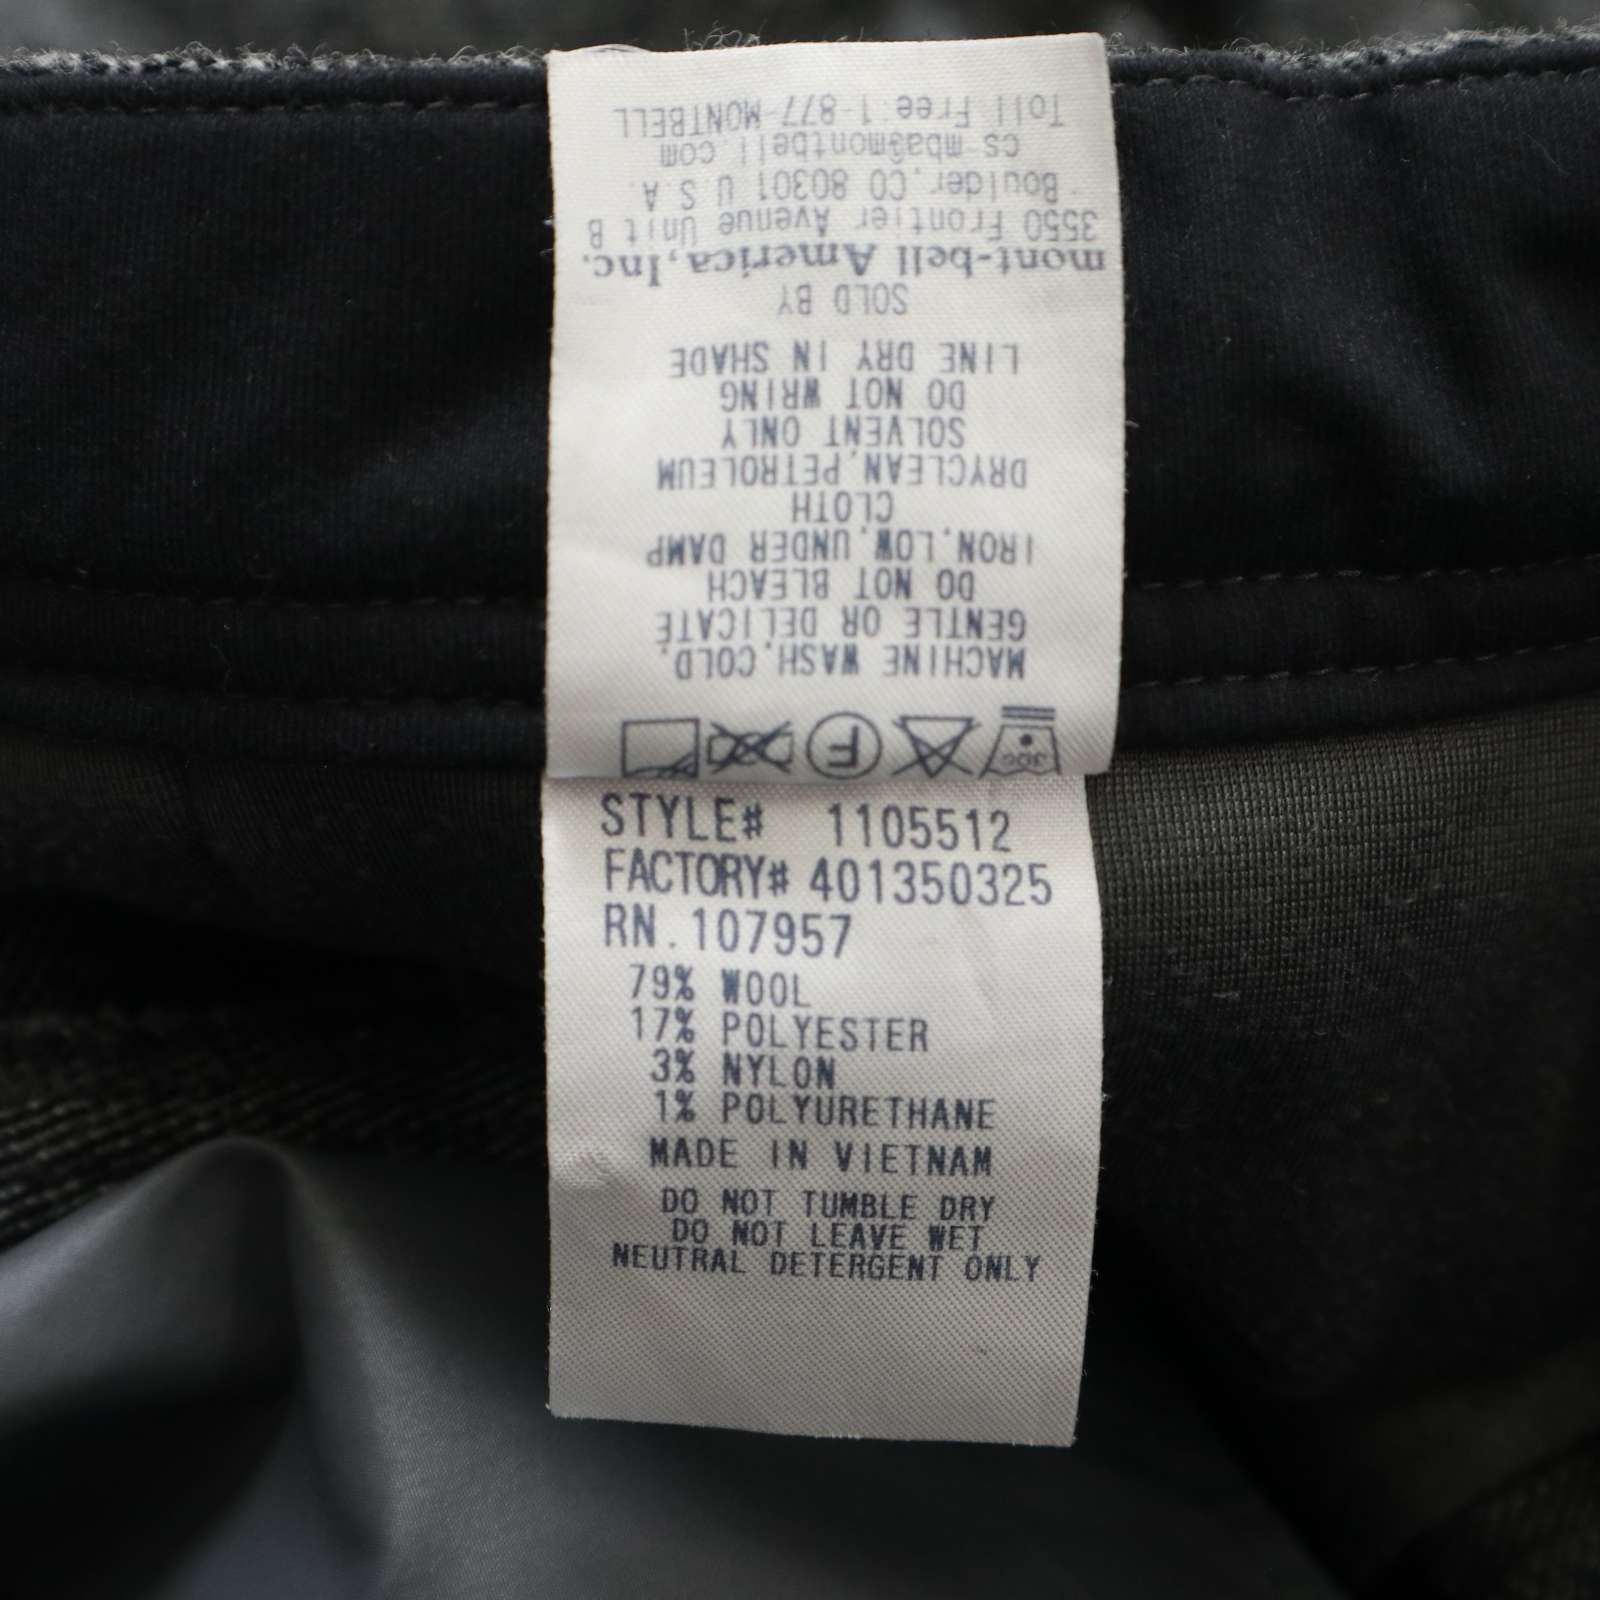 MACHINE WASH,COLD,
GENTLE OR DELICATE
DO NOT BLEACH
IRON,LOW,UNDER DAMP
CLOTH
DRYCLEAN,PETROLEUM
SOLVENT ONLY
DO NOT WRING
LINE DRY IN SHADE
SOLD BY
mont-bell America,Inc.
3550 Frontier Avenue Unit B
Boulder,CO 80301 U.S.A.
cs-mba@montbell.com
Toll Free:1-877-MONTBELL
30c
F
STYLE# 1105512
FACTORY# 401350325
RN.107957
79% WOOL
17% POLYESTER
3% NYLON
1% POLYURETHANE
MADE IN VIETNAM
DO NOT TUMBLE DRY
DO NOT LEAVE WET
NEUTRAL DETERGENT ONLY